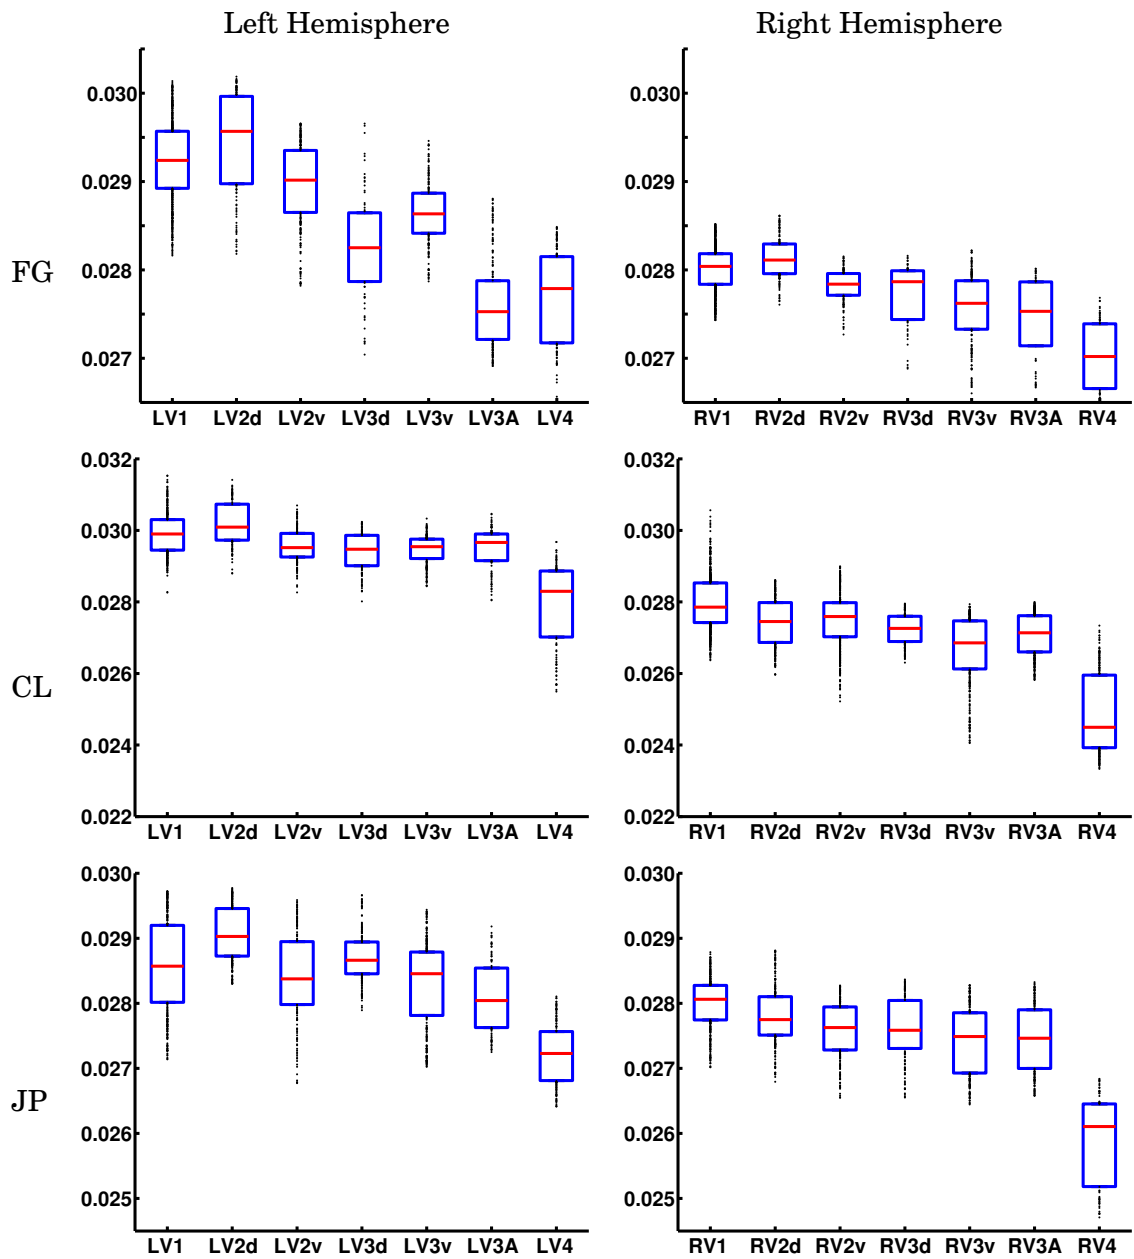 Left Hemisphere
Right Hemisphere
FG
0.030
0.029
0.028
0.027
LV1 LV2d LV2v LV3d LV3v LV3A LV4
0.030
0.029
0.028
0.027
RV1 RV2d RV2v RV3d RV3v RV3A RV4
CL
0.032
0.030
0.028
0.026
0.024
0.022
LV1 LV2d LV2v LV3d LV3v LV3A LV4
0.032
0.030
0.028
0.026
0.024
0.022
RV1 RV2d RV2v RV3d RV3v RV3A RV4
JP
0.030
0.029
0.028
0.027
0.026
0.025
LV1 LV2d LV2v LV3d LV3v LV3A LV4
0.030
0.029
0.028
0.027
0.026
0.025
RV1 RV2d RV2v RV3d RV3v RV3A RV4